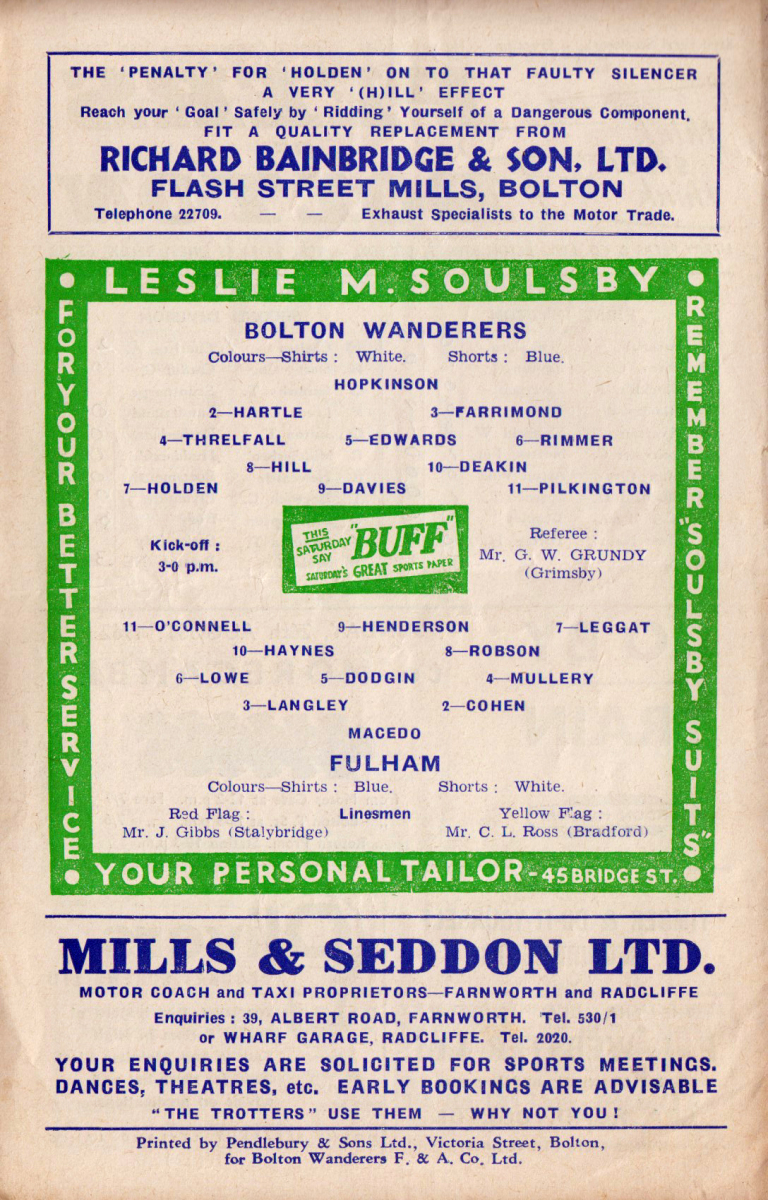 THE 'PENALTY' FOR 'HOLDEN' ON TO THAT FAULTY SILENCER
A VERY '(H)ILL' EFFECT
Reach your 'Goal' Safely by 'Ridding' Yourself of a Dangerous Component.
FIT A QUALITY REPLACEMENT FROM
RICHARD BAINBRIDGE & SON, LTD.
FLASH STREET MILLS, BOLTON
Telephone 22709. — — Exhaust Specialists to the Motor Trade.
LESLIE M. SOULSBY
FOR YOUR BETTER SERVICE
REMEMBER "SOULSBY SUITS"
BOLTON WANDERERS
Colours—Shirts : White. Shorts : Blue.
HOPKINSON
2—HARTLE 3—FARRIMOND
4—THRELFALL 5—EDWARDS 6—RIMMER
8—HILL 10—DEAKIN
7—HOLDEN 9—DAVIES 11—PILKINGTON
Kick-off :
3-0 p.m.
THIS
SATURDAY
SAY "BUFF"
SATURDAY'S GREAT SPORTS PAPER
Referee :
Mr. G. W. GRUNDY
(Grimsby)
11—O'CONNELL 9—HENDERSON 7—LEGGAT
10—HAYNES 8—ROBSON
6—LOWE 5—DODGIN 4—MULLERY
3—LANGLEY 2—COHEN
MACEDO
FULHAM
Colours—Shirts : Blue. Shorts : White.
Red Flag : Linesmen Yellow Flag :
Mr. J. Gibbs (Stalybridge) Mr. C. L. Ross (Bradford)
YOUR PERSONAL TAILOR - 45 BRIDGE ST.
MILLS & SEDDON LTD.
MOTOR COACH and TAXI PROPRIETORS—FARNWORTH and RADCLIFFE
Enquiries : 39, ALBERT ROAD, FARNWORTH. Tel. 530/1
or WHARF GARAGE, RADCLIFFE. Tel. 2020.
YOUR ENQUIRIES ARE SOLICITED FOR SPORTS MEETINGS.
DANCES, THEATRES, etc. EARLY BOOKINGS ARE ADVISABLE
"THE TROTTERS" USE THEM — WHY NOT YOU !
Printed by Pendlebury & Sons Ltd., Victoria Street, Bolton,
for Bolton Wanderers F. & A. Co. Ltd.